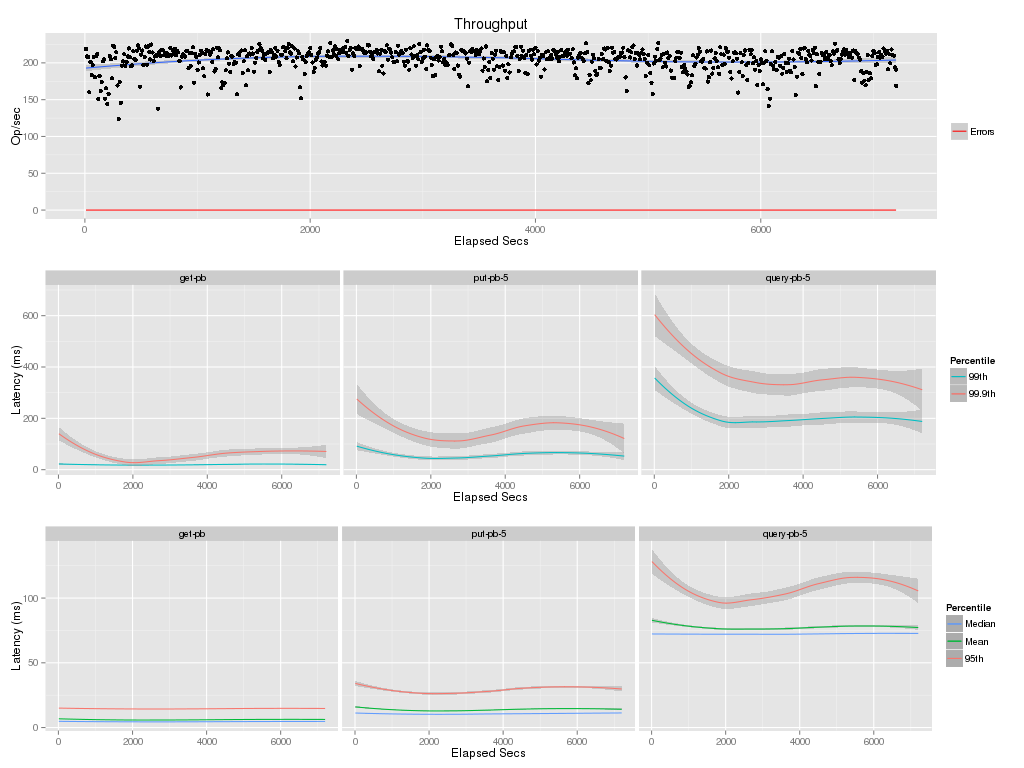 Throughput
200
150
100
50
0
Op/sec
0 2000 4000 6000
Elapsed Secs
Errors
get-pb put-pb-5 query-pb-5
600
400
200
0
Latency (ms)
0 2000 4000 6000 0 2000 4000 6000 0 2000 4000 6000
Elapsed Secs
Percentile
99th
99.9th
get-pb put-pb-5 query-pb-5
100
50
0
Latency (ms)
0 2000 4000 6000 0 2000 4000 6000 0 2000 4000 6000
Elapsed Secs
Percentile
Median
Mean
95th